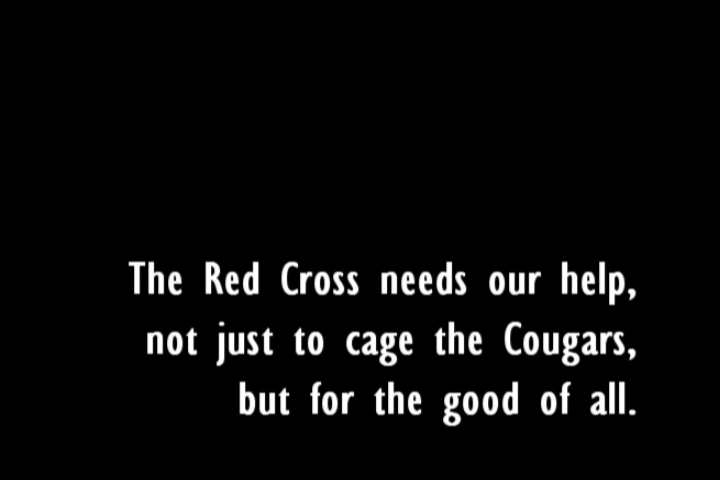 The Red Cross needs our help,
not just to cage the Cougars,
but for the good of all.